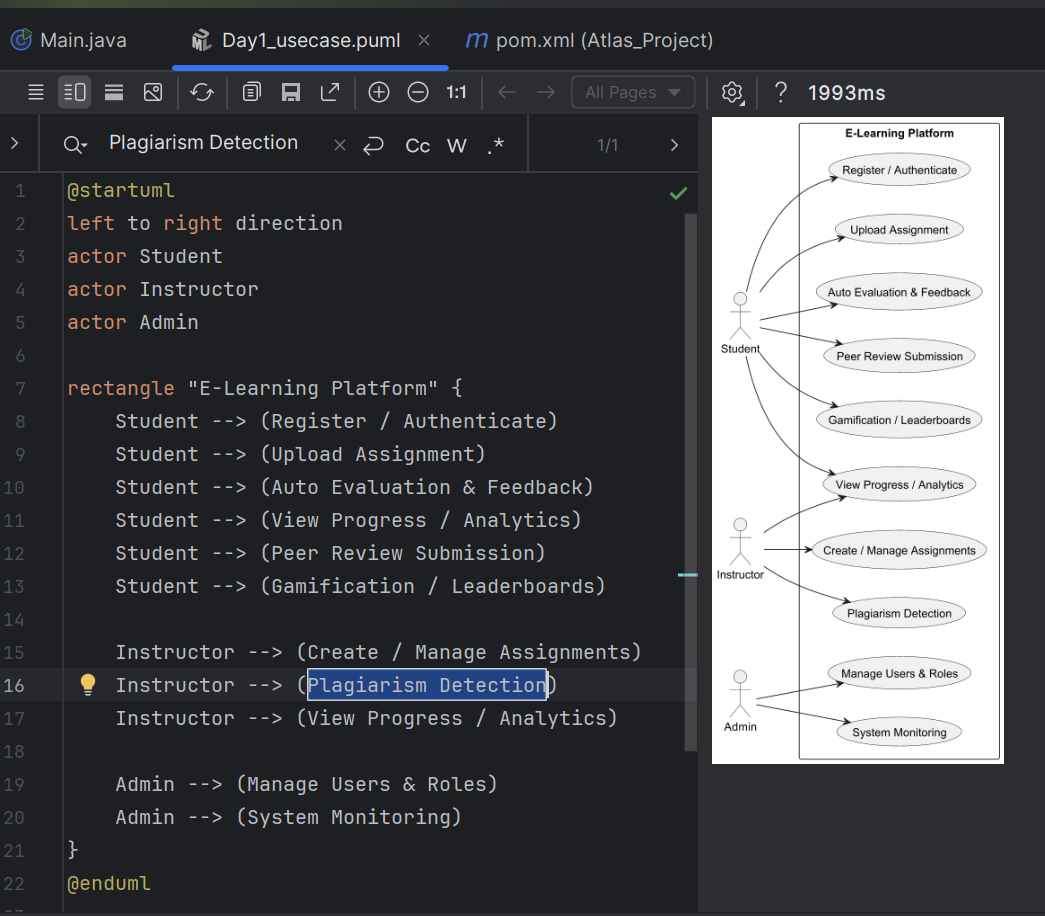 Main.java
Day1_usecase.puml
pom.xml (Atlas_Project)
1:1
All Pages
?
1993ms
Plagiarism Detection
Cc
W
.*
1/1
1 @startuml
2 left to right direction
3 actor Student
4 actor Instructor
5 actor Admin
6
7 rectangle "E-Learning Platform" {
8 Student --> (Register / Authenticate)
9 Student --> (Upload Assignment)
10 Student --> (Auto Evaluation & Feedback)
11 Student --> (View Progress / Analytics)
12 Student --> (Peer Review Submission)
13 Student --> (Gamification / Leaderboards)
14
15 Instructor --> (Create / Manage Assignments)
16 Instructor --> (Plagiarism Detection)
17 Instructor --> (View Progress / Analytics)
18
19 Admin --> (Manage Users & Roles)
20 Admin --> (System Monitoring)
21 }
22 @enduml
E-Learning Platform
Register / Authenticate
Upload Assignment
Auto Evaluation & Feedback
Student
Peer Review Submission
Gamification / Leaderboards
View Progress / Analytics
Create / Manage Assignments
Instructor
Plagiarism Detection
Manage Users & Roles
Admin
System Monitoring